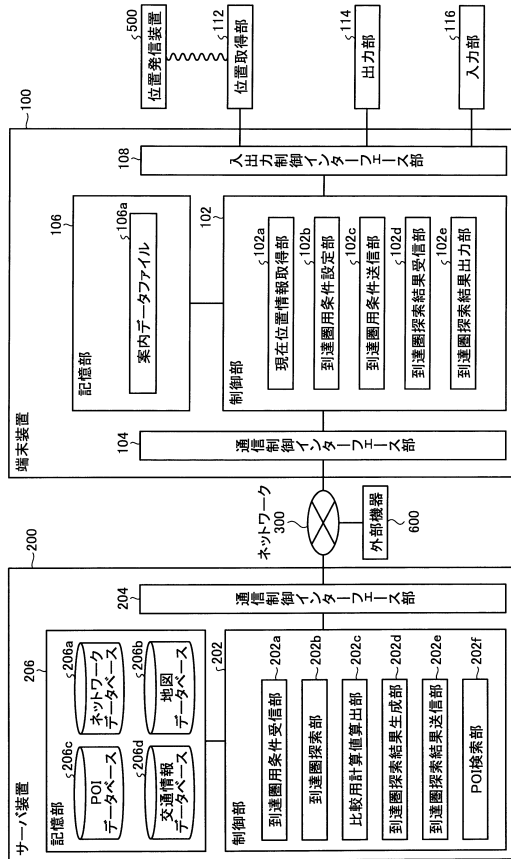 サーバ装置
200
記憶部
206
206c
POI
データベース
206a
ネットワーク
データベース
206d
交通情報
データベース
206b
地図
データベース
制御部
202
到達圏用条件受信部
202a
到達圏探索部
202b
比較用計算値算出部
202c
到達圏探索結果生成部
202d
到達圏探索結果送信部
202e
POI検索部
202f
204
通信制御インターフェース部
ネットワーク
300
外部機器
600
端末装置
100
104
通信制御インターフェース部
記憶部
106
106a
案内データファイル
制御部
102
102a
現在位置情報取得部
102b
到達圏用条件設定部
102c
到達圏用条件送信部
102d
到達圏探索結果受信部
102e
到達圏探索結果出力部
108
入出力制御インターフェース部
500
位置発信装置
112
位置取得部
114
出力部
116
入力部